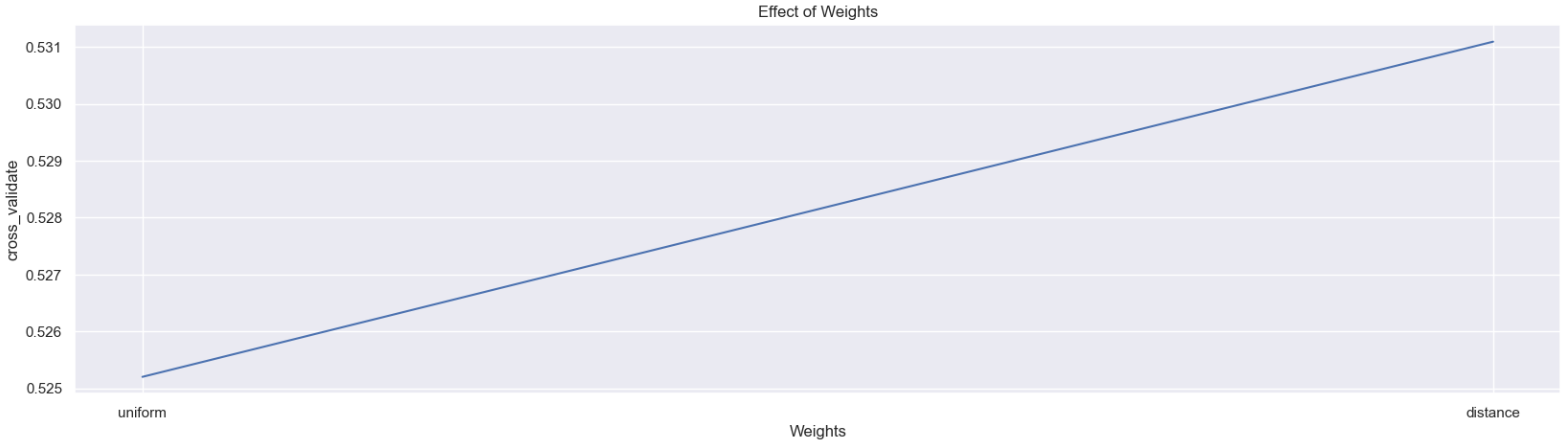 Effect of Weights
0.531
0.530
0.529
0.528
0.527
0.526
0.525
cross_validate
uniform
distance
Weights